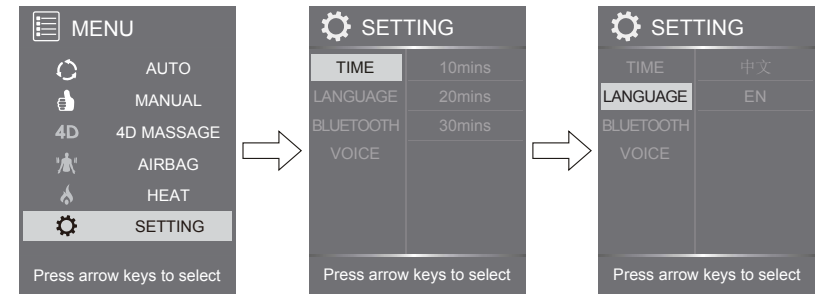 MENU
AUTO
MANUAL
4D 4D MASSAGE
AIRBAG
HEAT
SETTING
Press arrow keys to select
SETTING
TIME 10mins
LANGUAGE 20mins
BLUETOOTH 30mins
VOICE
Press arrow keys to select
SETTING
TIME 中文
LANGUAGE EN
BLUETOOTH
VOICE
Press arrow keys to select